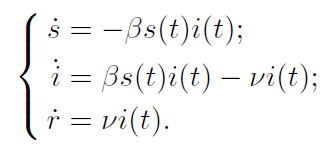 ṡ = −βs(t)i(t);
i̇ = βs(t)i(t) − νi(t);
ṙ = νi(t).